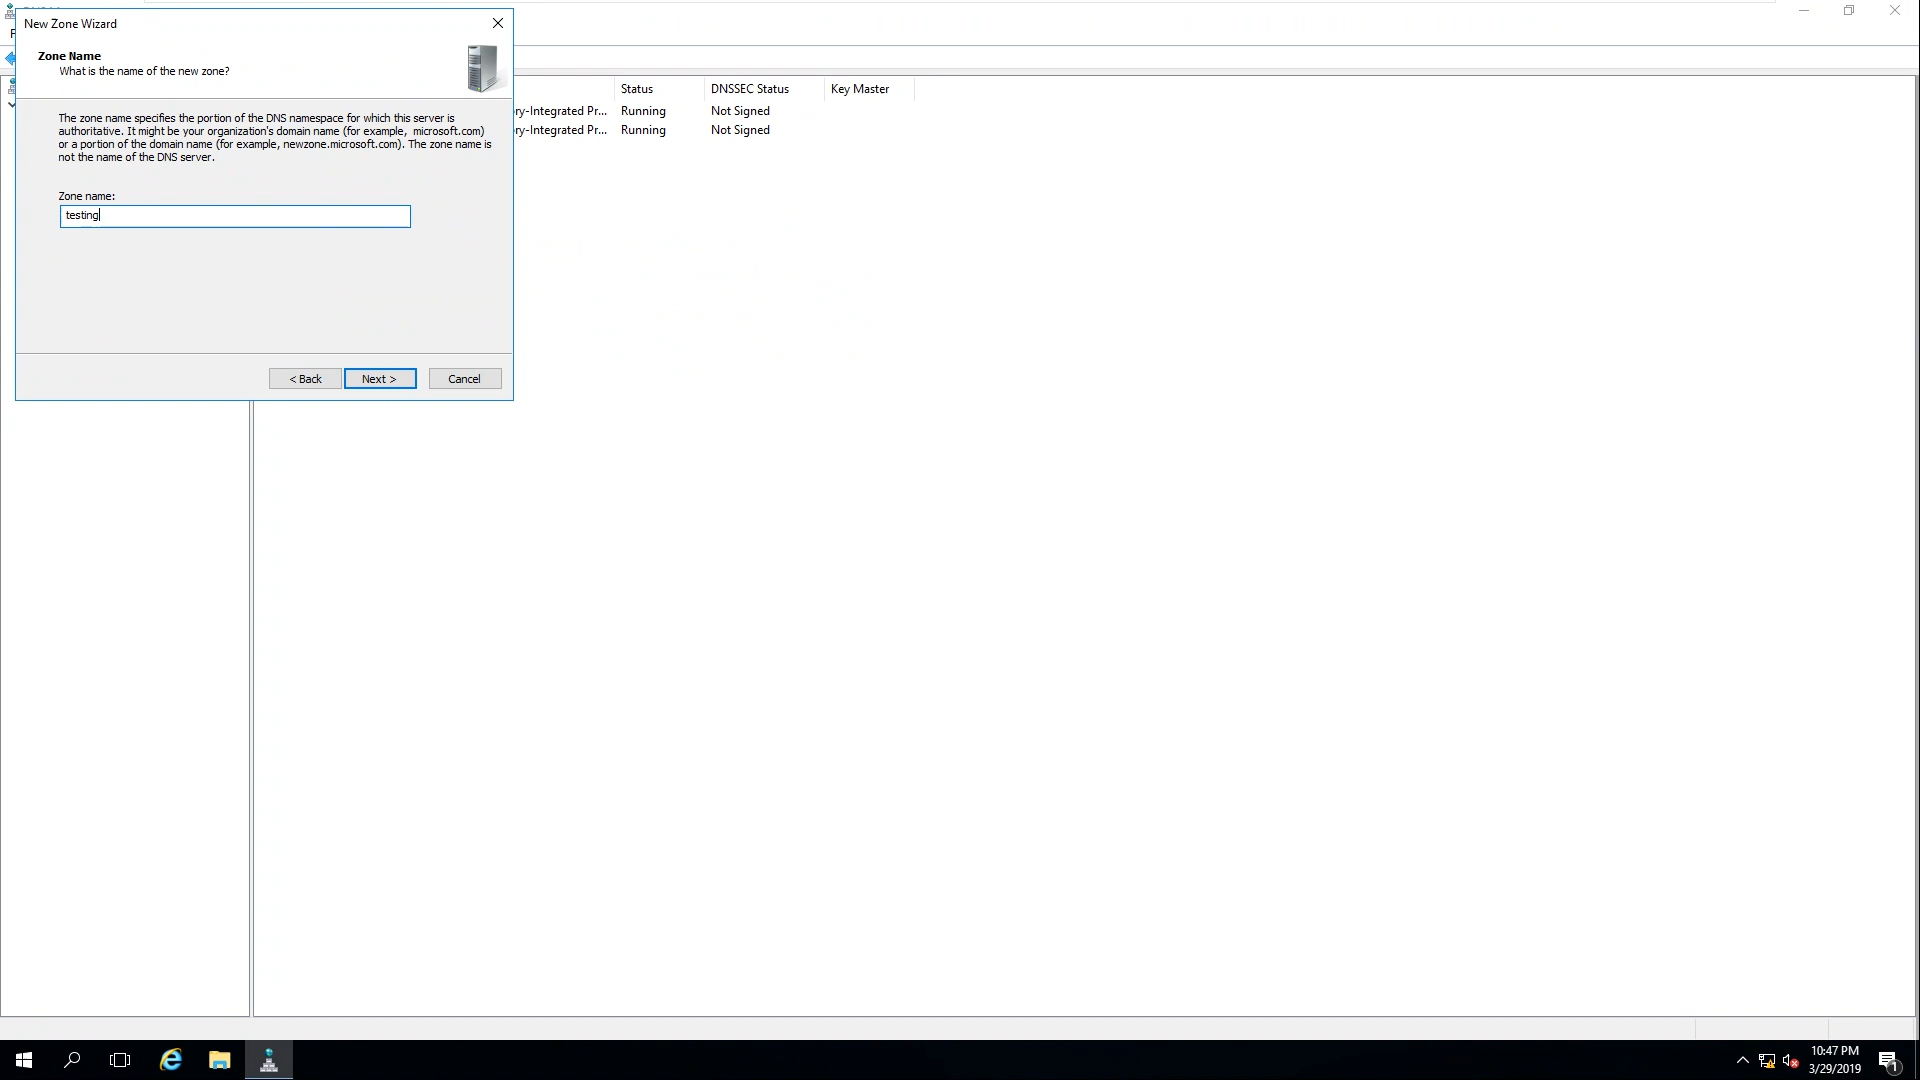 New Zone Wizard
Zone Name
What is the name of the new zone?
The zone name specifies the portion of the DNS namespace for which this server is
authoritative. It might be your organization's domain name (for example, microsoft.com)
or a portion of the domain name (for example, newzone.microsoft.com). The zone name is
not the name of the DNS server.
Zone name:
testing
< Back
Next >
Cancel
Status
DNSSEC Status
Key Master
ry-Integrated Pr...
Running
Not Signed
ry-Integrated Pr...
Running
Not Signed
10:47 PM
3/29/2019
1